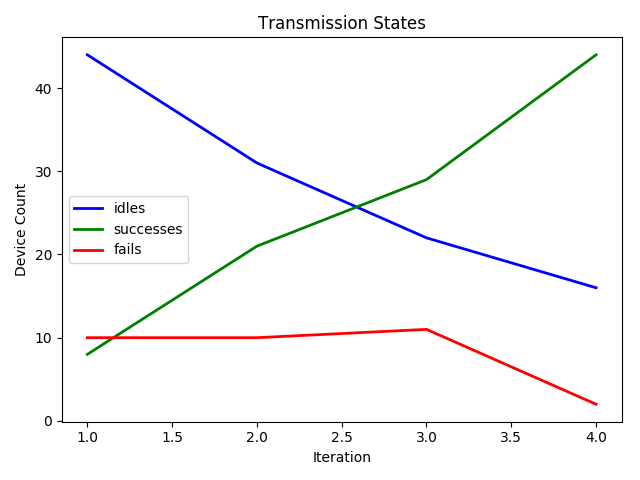 Transmission States
Device Count
40
30
20
10
0
idles
successes
fails
1.0 1.5 2.0 2.5 3.0 3.5 4.0
Iteration